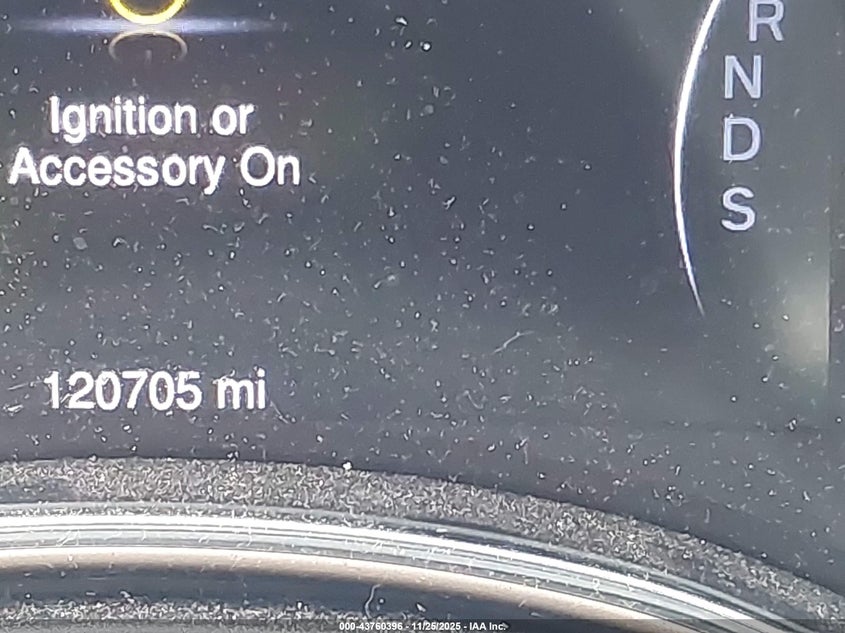 R
N
D
S
Ignition or
Accessory On
120705 mi
000-43760396 - 11/25/2025 - IAA Inc.